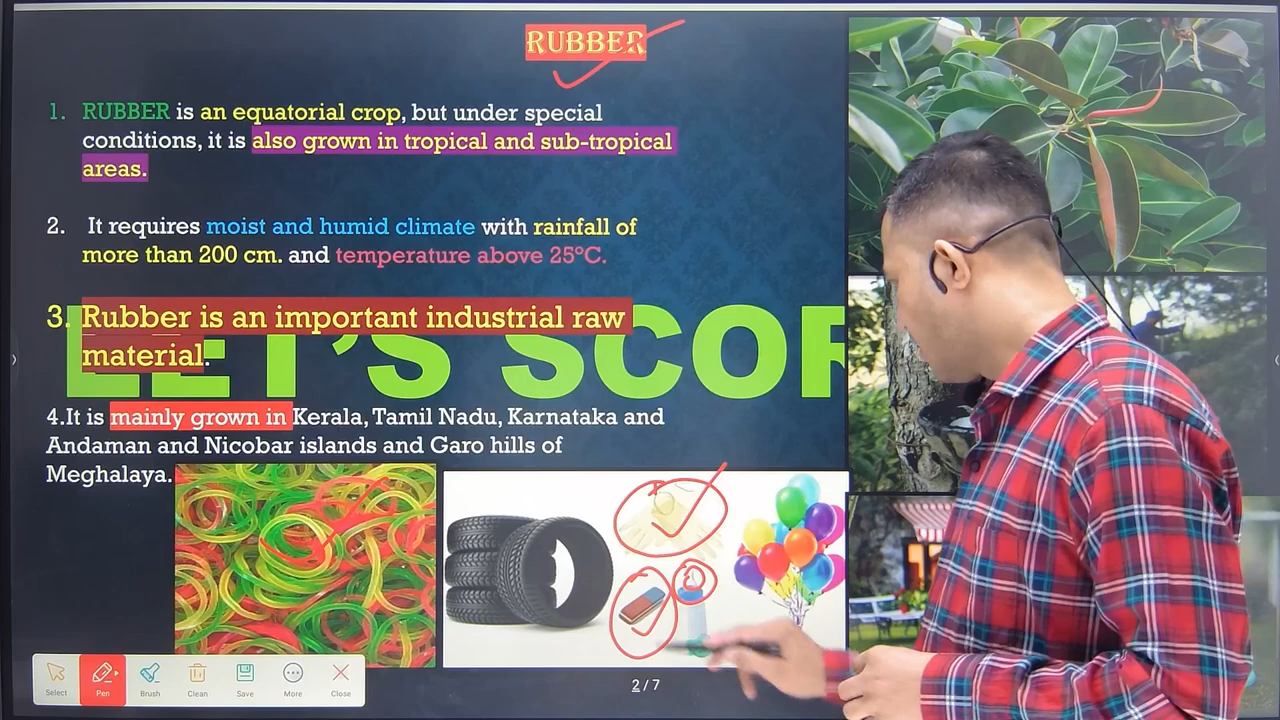 RUBBER
1. RUBBER is an equatorial crop, but under special
conditions, it is also grown in tropical and sub-tropical
areas.
2. It requires moist and humid climate with rainfall of
more than 200 cm. and temperature above 25°C.
LET'S SCOR
3. Rubber is an important industrial raw
material.
4.It is mainly grown in Kerala, Tamil Nadu, Karnataka and
Andaman and Nicobar islands and Garo hills of
Meghalaya.
Select Pen Brush Clean Save More Close
2/7